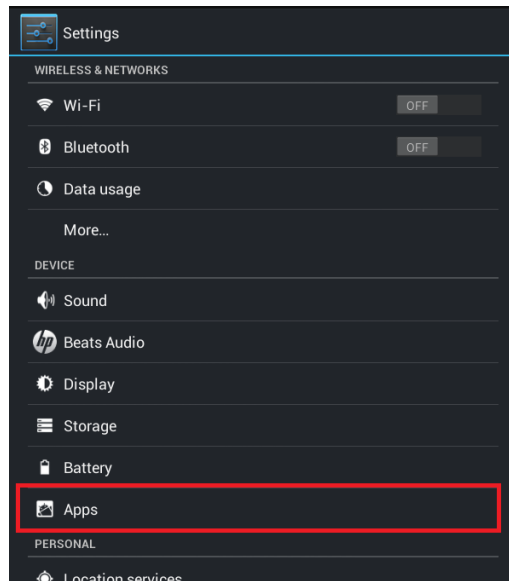 Settings
WIRELESS & NETWORKS
Wi-Fi OFF
Bluetooth OFF
Data usage
More...
DEVICE
Sound
hp Beats Audio
Display
Storage
Battery
Apps
PERSONAL
Location services